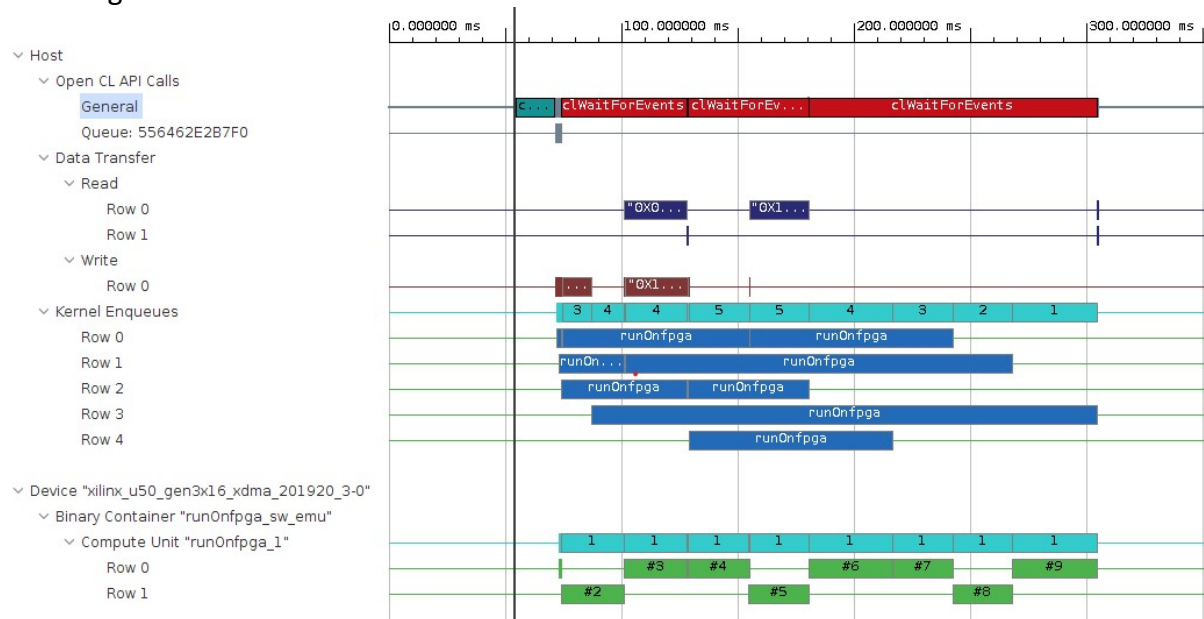 0.000000 ms 100.000000 ms 200.000000 ms 300.000000 ms
Host
Open CL API Calls
General c... clWaitForEvents clWaitForEv... clWaitForEvents
Queue: 556462E2B7F0
Data Transfer
Read
Row 0 "0X0... "0X1...
Row 1
Write
Row 0 ... "0X1...
Kernel Enqueues 3 4 4 5 5 4 3 2 1
Row 0 runOnfpga runOnfpga
Row 1 runOn... runOnfpga
Row 2 runOnfpga runOnfpga
Row 3 runOnfpga
Row 4 runOnfpga
Device "xilinx_u50_gen3x16_xdma_201920_3-0"
Binary Container "runOnfpga_sw_emu"
Compute Unit "runOnfpga_1" 1 1 1 1 1 1 1 1
Row 0 #3 #4 #6 #7 #9
Row 1 #2 #5 #8